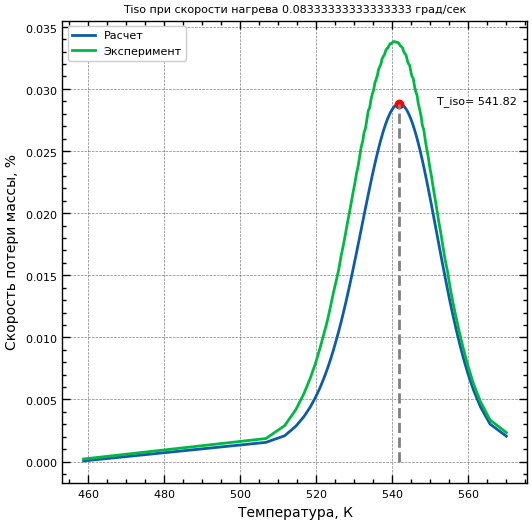 Tiso при скорости нагрева 0.08333333333333333 град/сек
Расчет
Эксперимент
T_iso= 541.82
0.035
0.030
0.025
0.020
0.015
0.010
0.005
0.000
Скорость потери массы, %
460 480 500 520 540 560
Температура, К